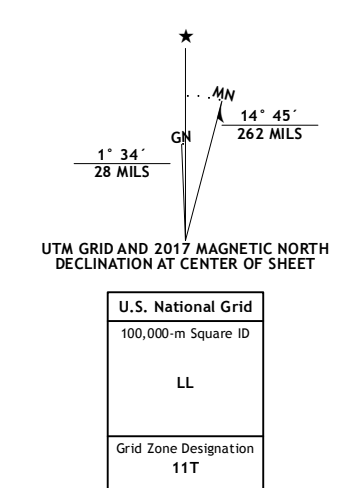 ★
MN
14° 45´
262 MILS
GN
1° 34´
28 MILS
UTM GRID AND 2017 MAGNETIC NORTH
DECLINATION AT CENTER OF SHEET
U.S. National Grid
100,000-m Square ID
LL
Grid Zone Designation
11T